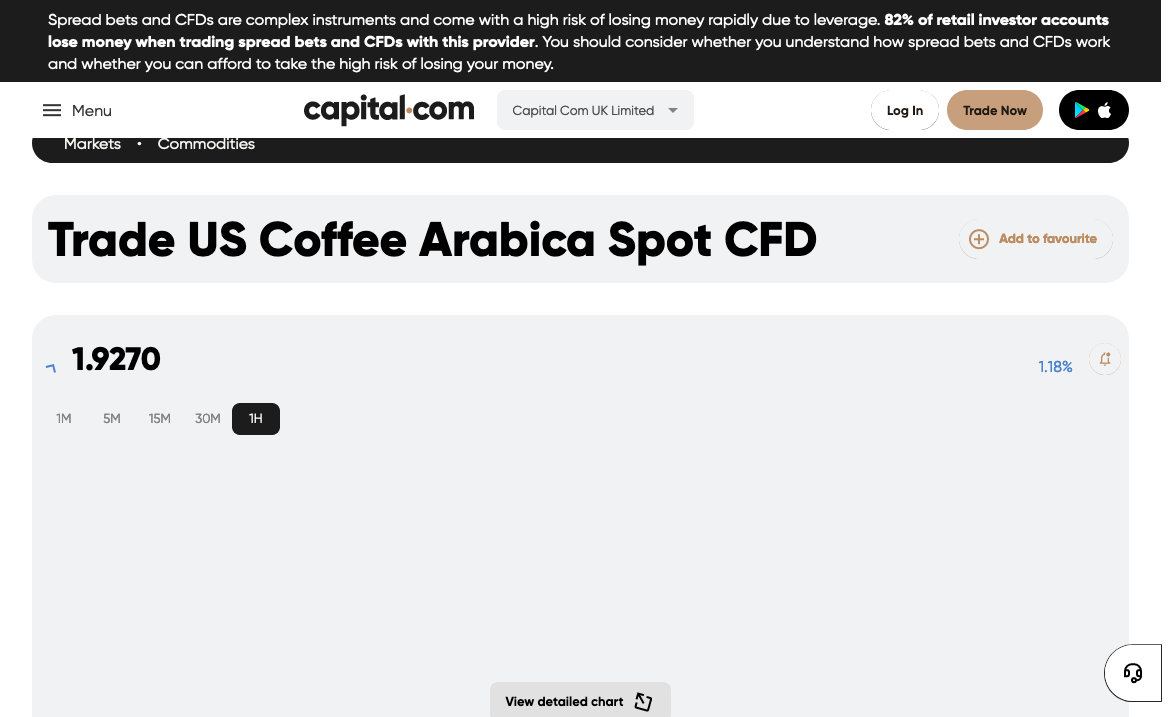 Spread bets and CFDs are complex instruments and come with a high risk of losing money rapidly due to leverage. 82% of retail investor accounts
lose money when trading spread bets and CFDs with this provider. You should consider whether you understand how spread bets and CFDs work
and whether you can afford to take the high risk of losing your money.
Menu
capital.com
Capital Com UK Limited
Log In
Trade Now
Markets • Commodities
Trade US Coffee Arabica Spot CFD
Add to favourite
1.9270
1.18%
1M 5M 15M 30M 1H
View detailed chart